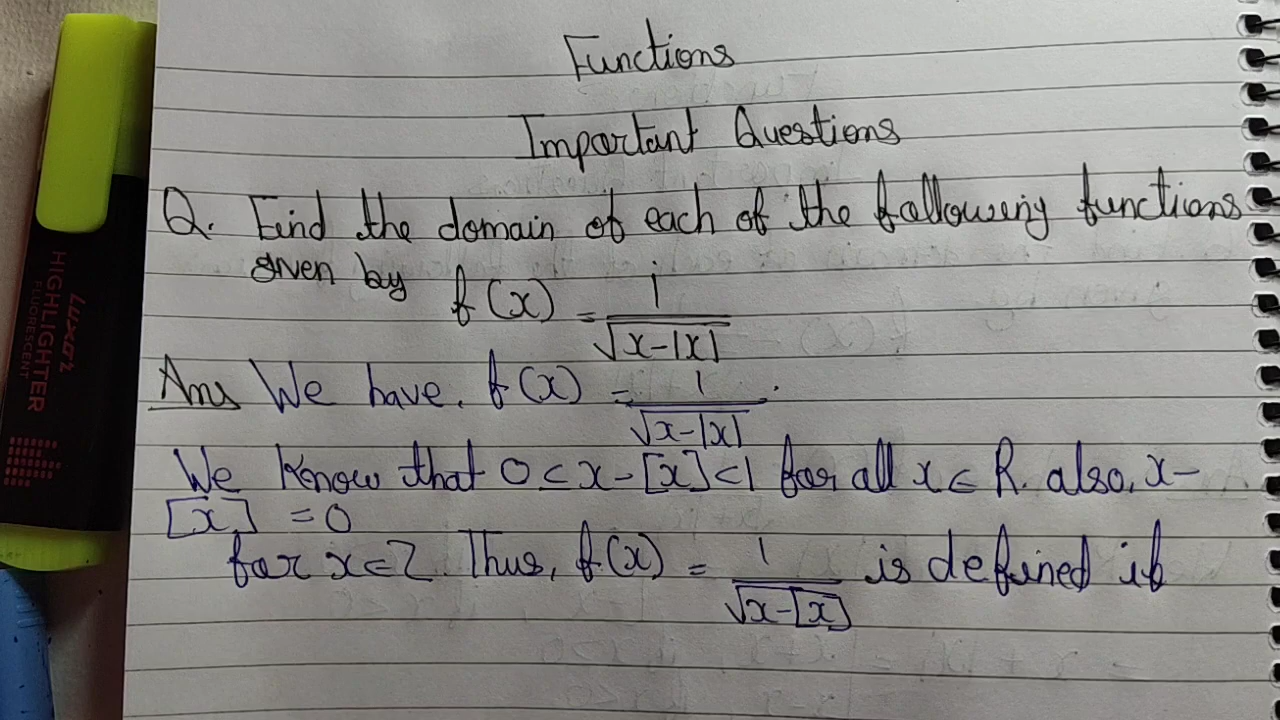 Functions
Important Questions
Q. Find the domain of each of the following functions
given by f(x) = 1/√x-|x|
Ans We have. f(x) = 1/√x-|x| .
We know that 0 ≤ x-[x] < 1 for all x ∈ R. also, x-
[x] = 0
for x ∈ Z. Thus, f(x) = 1/√x-[x] is defined if
LUXOR
HIGHLIGHTER
FLUORESCENT